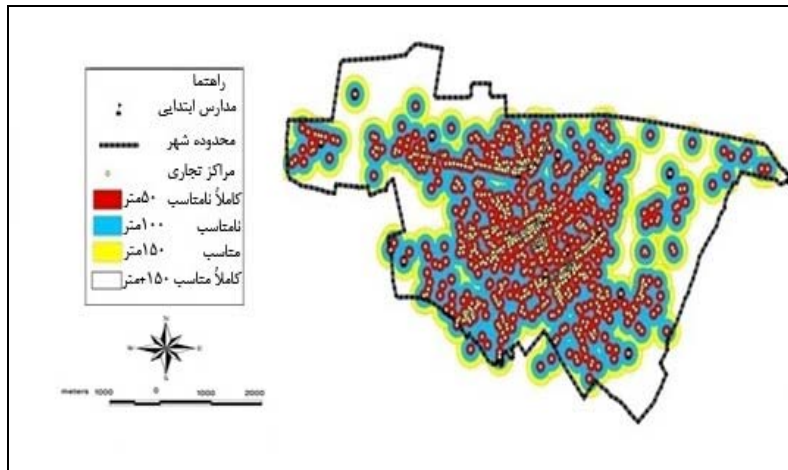 راهنما
مدارس ابتدایی
محدوده شهر
مراکز تجاری
کاملاً نامتاسب ۵۰متر
نامتاسب ۱۰۰متر
متاسب ۱۵۰متر
کاملاً متاسب ۱۵۰+متر
N
W E
S
meters 1000 0 1000 2000